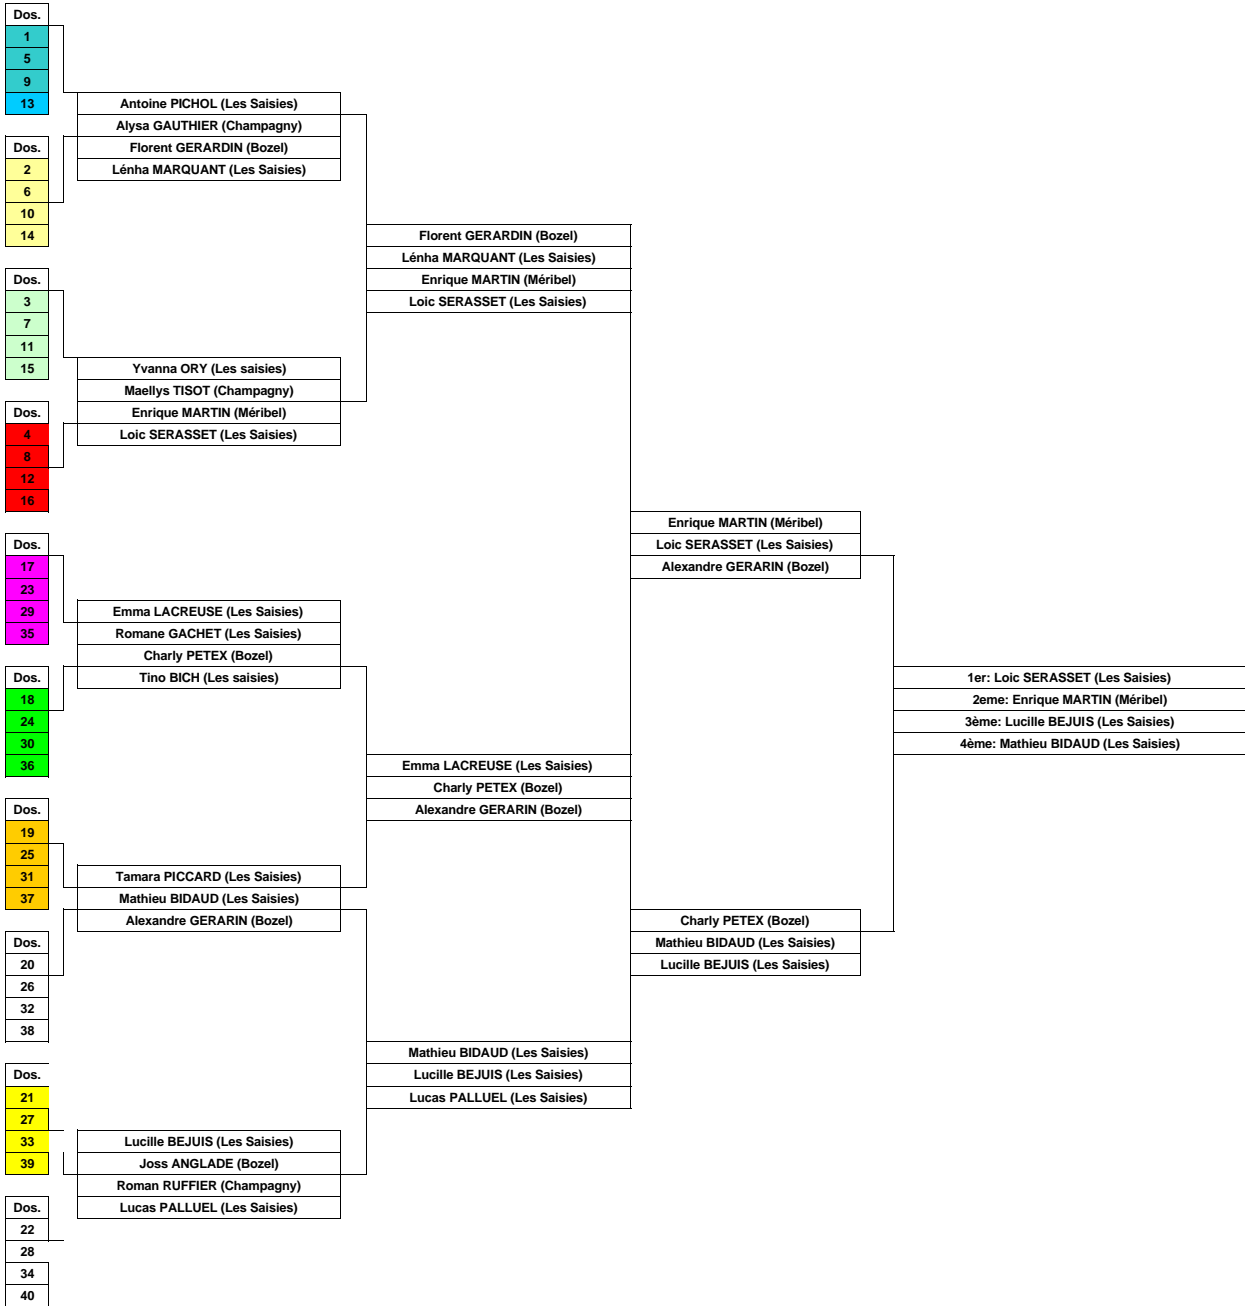 Dos.
1
5
9
13
Dos.
2
6
10
14
Dos.
3
7
11
15
Dos.
4
8
12
16
Dos.
17
23
29
35
Dos.
18
24
30
36
Dos.
19
25
31
37
Dos.
20
26
32
38
Dos.
21
27
33
39
Dos.
22
28
34
40
Antoine PICHOL (Les Saisies)
Alysa GAUTHIER (Champagny)
Florent GERARDIN (Bozel)
Lénha MARQUANT (Les Saisies)
Yvanna ORY (Les saisies)
Maellys TISOT (Champagny)
Enrique MARTIN (Méribel)
Loic SERASSET (Les Saisies)
Emma LACREUSE (Les Saisies)
Romane GACHET (Les Saisies)
Charly PETEX (Bozel)
Tino BICH (Les saisies)
Tamara PICCARD (Les Saisies)
Mathieu BIDAUD (Les Saisies)
Alexandre GERARIN (Bozel)
Lucille BEJUIS (Les Saisies)
Joss ANGLADE (Bozel)
Roman RUFFIER (Champagny)
Lucas PALLUEL (Les Saisies)
Florent GERARDIN (Bozel)
Lénha MARQUANT (Les Saisies)
Enrique MARTIN (Méribel)
Loic SERASSET (Les Saisies)
Emma LACREUSE (Les Saisies)
Charly PETEX (Bozel)
Alexandre GERARIN (Bozel)
Mathieu BIDAUD (Les Saisies)
Lucille BEJUIS (Les Saisies)
Lucas PALLUEL (Les Saisies)
Enrique MARTIN (Méribel)
Loic SERASSET (Les Saisies)
Alexandre GERARIN (Bozel)
Charly PETEX (Bozel)
Mathieu BIDAUD (Les Saisies)
Lucille BEJUIS (Les Saisies)
1er: Loic SERASSET (Les Saisies)
2eme: Enrique MARTIN (Méribel)
3ème: Lucille BEJUIS (Les Saisies)
4ème: Mathieu BIDAUD (Les Saisies)